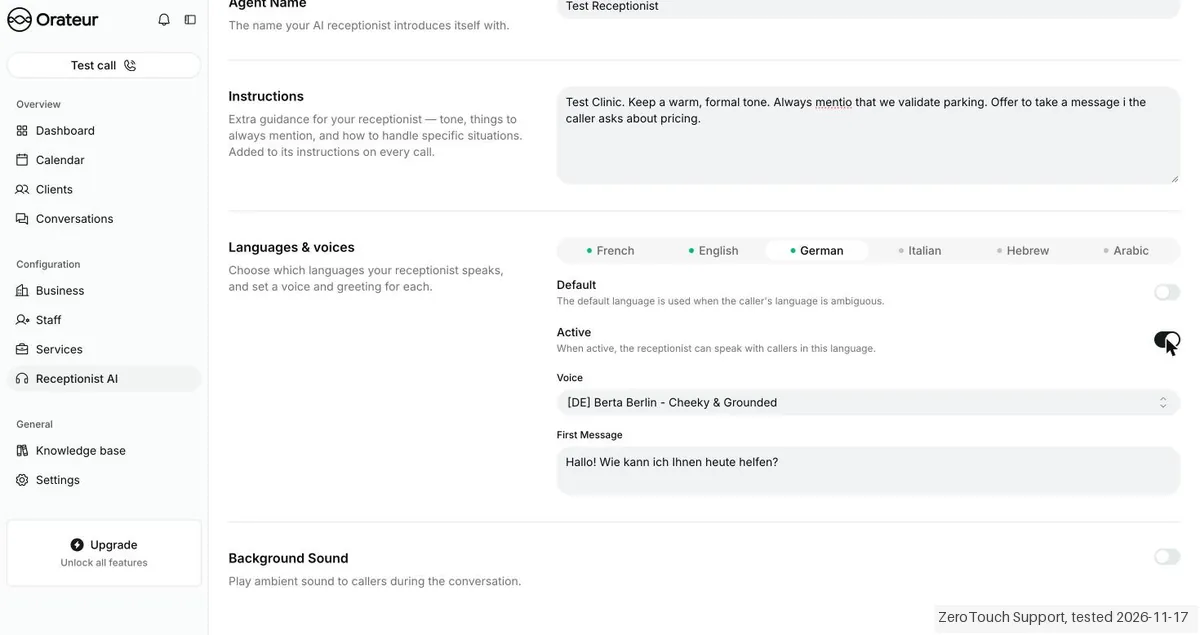 Orateur
Test call
Overview
Dashboard
Calendar
Clients
Conversations
Configuration
Business
Staff
Services
Receptionist AI
General
Knowledge base
Settings
Upgrade
Unlock all features
Agent Name
The name your AI receptionist introduces itself with.
Test Receptionist
Instructions
Extra guidance for your receptionist — tone, things to
always mention, and how to handle specific situations.
Added to its instructions on every call.
Test Clinic. Keep a warm, formal tone. Always mentio that we validate parking. Offer to take a message i the
caller asks about pricing.
Languages & voices
Choose which languages your receptionist speaks,
and set a voice and greeting for each.
French English German Italian Hebrew Arabic
Default
The default language is used when the caller's language is ambiguous.
Active
When active, the receptionist can speak with callers in this language.
Voice
[DE] Berta Berlin - Cheeky & Grounded
First Message
Hallo! Wie kann ich Ihnen heute helfen?
Background Sound
Play ambient sound to callers during the conversation.
ZeroTouch Support, tested 2026-11-17